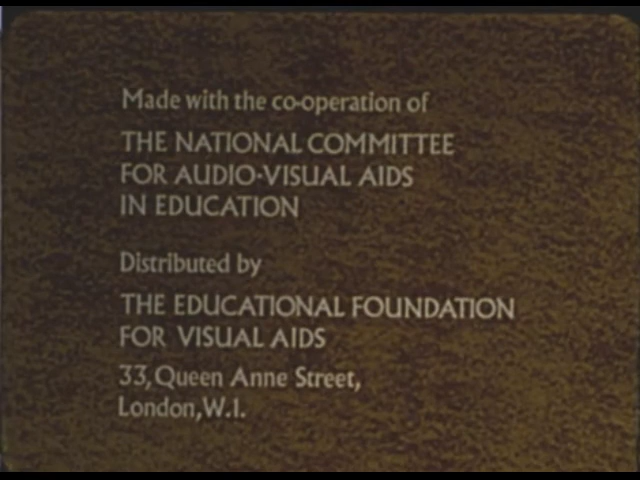 Made with the co-operation of
THE NATIONAL COMMITTEE
FOR AUDIO-VISUAL AIDS
IN EDUCATION
Distributed by
THE EDUCATIONAL FOUNDATION
FOR VISUAL AIDS
33, Queen Anne Street,
London, W.1.